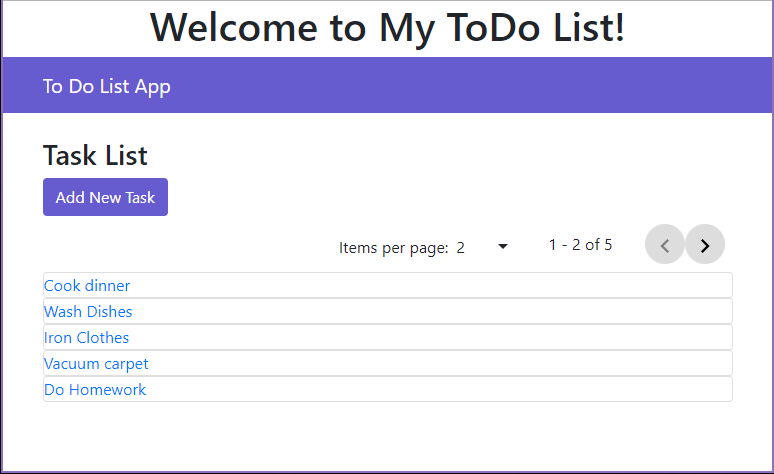 Welcome to My ToDo List!
To Do List App
Task List
Add New Task
Items per page: 2 1 - 2 of 5
Cook dinner
Wash Dishes
Iron Clothes
Vacuum carpet
Do Homework